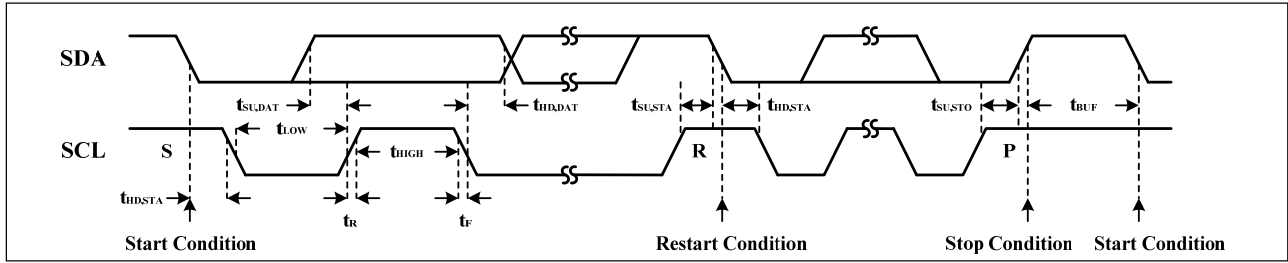 SDA
tSU,DAT
tHD,DAT
tSU,STA
tHD,STA
tSU,STO
tBUF
tLOW
SCL
S
tHIGH
R
P
tHD,STA
tR
tF
Start Condition
Restart Condition
Stop Condition
Start Condition